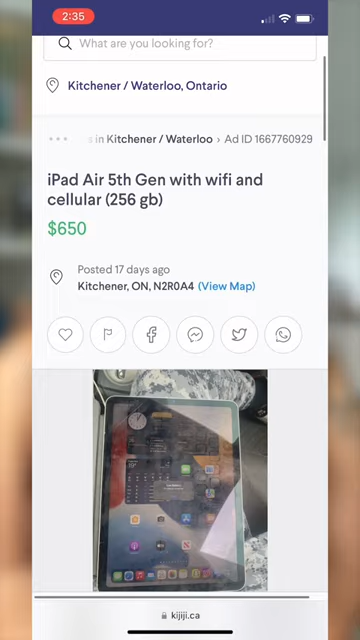 2:35
What are you looking for?
Kitchener / Waterloo, Ontario
in Kitchener / Waterloo › Ad ID 1667760929
iPad Air 5th Gen with wifi and
cellular (256 gb)
$650
Posted 17 days ago
Kitchener, ON, N2R0A4 (View Map)
kijiji.ca